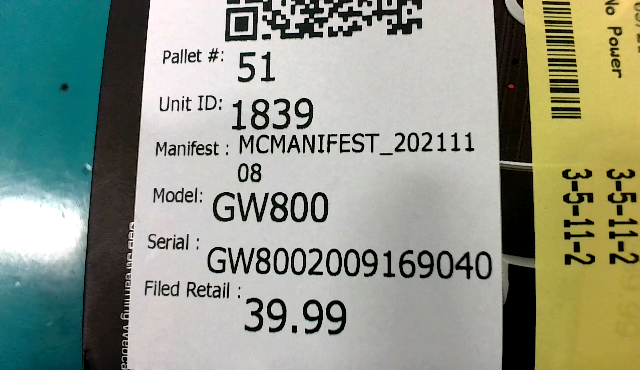 Pallet #: 51
Unit ID: 1839
Manifest : MCMANIFEST_202111
08
Model: GW800
Serial : GW8002009169040
Filed Retail : 39.99
No Power
3-5-11-2
3-5-11-2